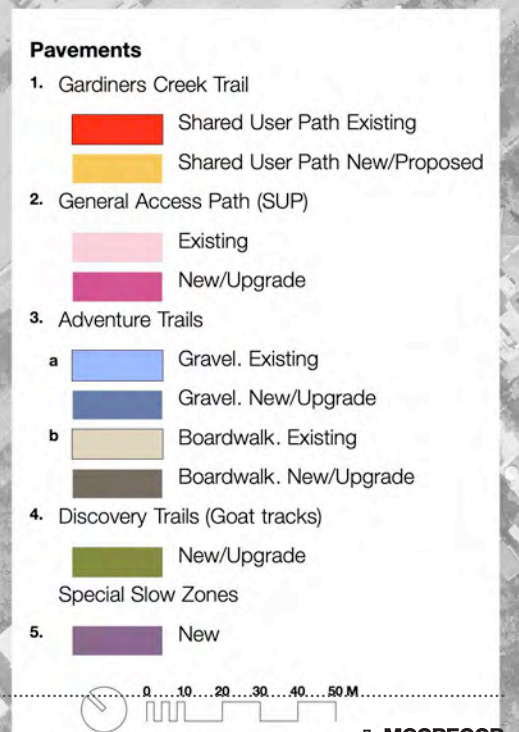 Pavements
1. Gardiners Creek Trail
Shared User Path Existing
Shared User Path New/Proposed
2. General Access Path (SUP)
Existing
New/Upgrade
3. Adventure Trails
a Gravel. Existing
Gravel. New/Upgrade
b Boardwalk. Existing
Boardwalk. New/Upgrade
4. Discovery Trails (Goat tracks)
New/Upgrade
Special Slow Zones
5. New
0 10 20 30 40 50 M
MCGREGOR